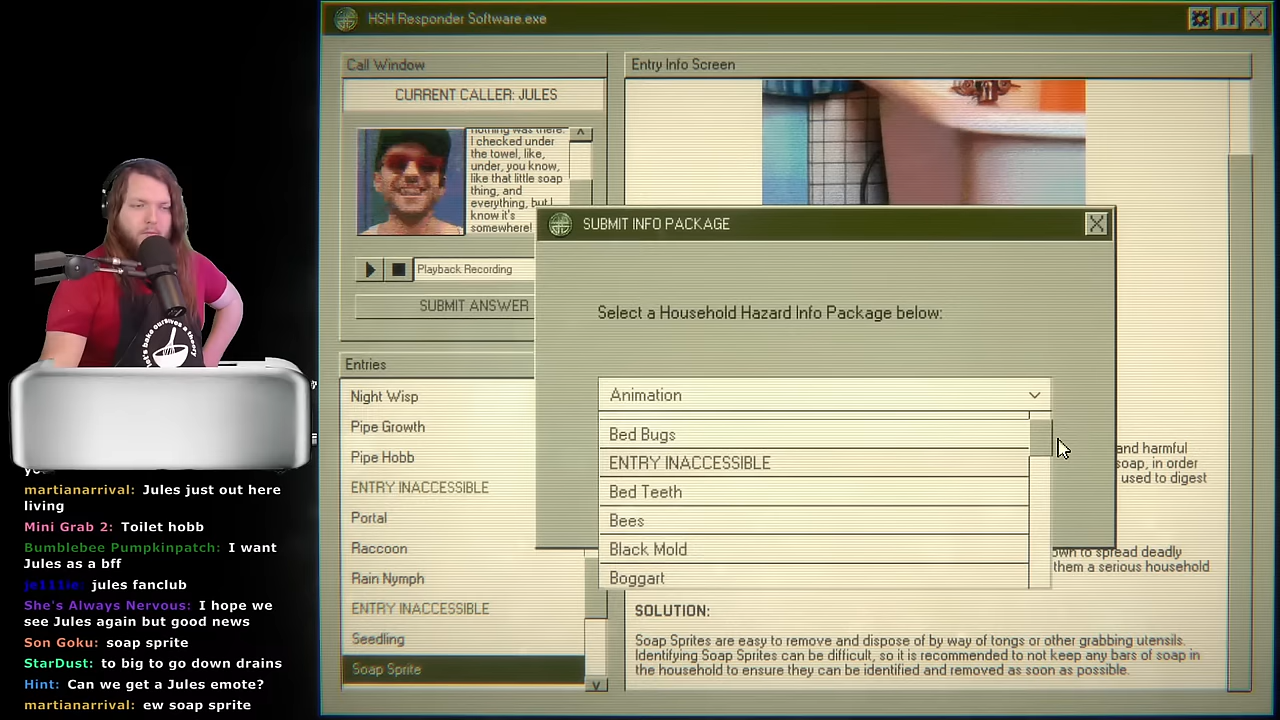 HSH Responder Software.exe
Call Window
CURRENT CALLER: JULES
nothing was there.
I checked under
the towel, like,
under, you know,
like that little soap
thing, and
everything, but I
know it's
somewhere!
Playback Recording
SUBMIT ANSWER
Entries
Night Wisp
Pipe Growth
Pipe Hobb
ENTRY INACCESSIBLE
Portal
Raccoon
Rain Nymph
ENTRY INACCESSIBLE
Seedling
Soap Sprite
Entry Info Screen
SUBMIT INFO PACKAGE
Select a Household Hazard Info Package below:
Animation
Bed Bugs
ENTRY INACCESSIBLE
Bed Teeth
Bees
Black Mold
Boggart
and harmful
soap, in order
used to digest
own to spread deadly
them a serious household
SOLUTION:
Soap Sprites are easy to remove and dispose of by way of tongs or other grabbing utensils.
Identifying Soap Sprites can be difficult, so it is recommended to not keep any bars of soap in
the household to ensure they can be identified and removed as soon as possible.
let's bake ourselves a theory
martianarrival: Jules just out here
living
Mini Grab 2: Toilet hobb
Bumblebee Pumpkinpatch: I want
Jules as a bff
je111ie: jules fanclub
She's Always Nervous: I hope we
see Jules again but good news
Son Goku: soap sprite
StarDust: to big to go down drains
Hint: Can we get a Jules emote?
martianarrival: ew soap sprite